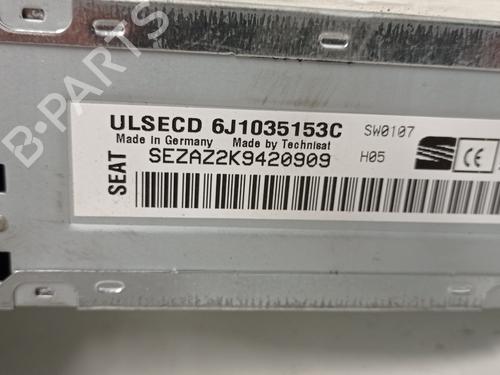 B-PARTS
ULSECD 6J1035153C SW0107
Made in Germany Made by Technisat
SEAT SEZAZ2K9420909 H05
CE